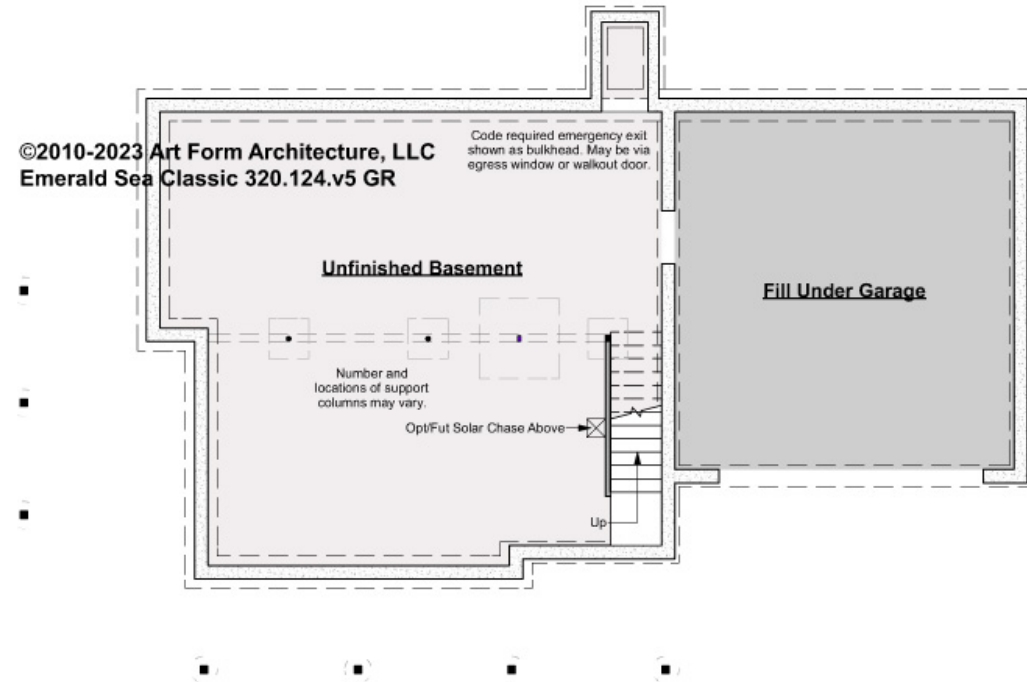 Code required emergency exit
shown as bulkhead. May be via
egress window or walkout door.
©2010-2023 Art Form Architecture, LLC
Emerald Sea Classic 320.124.v5 GR
Unfinished Basement
Fill Under Garage
Number and
locations of support
columns may vary.
Opt/Fut Solar Chase Above
Up